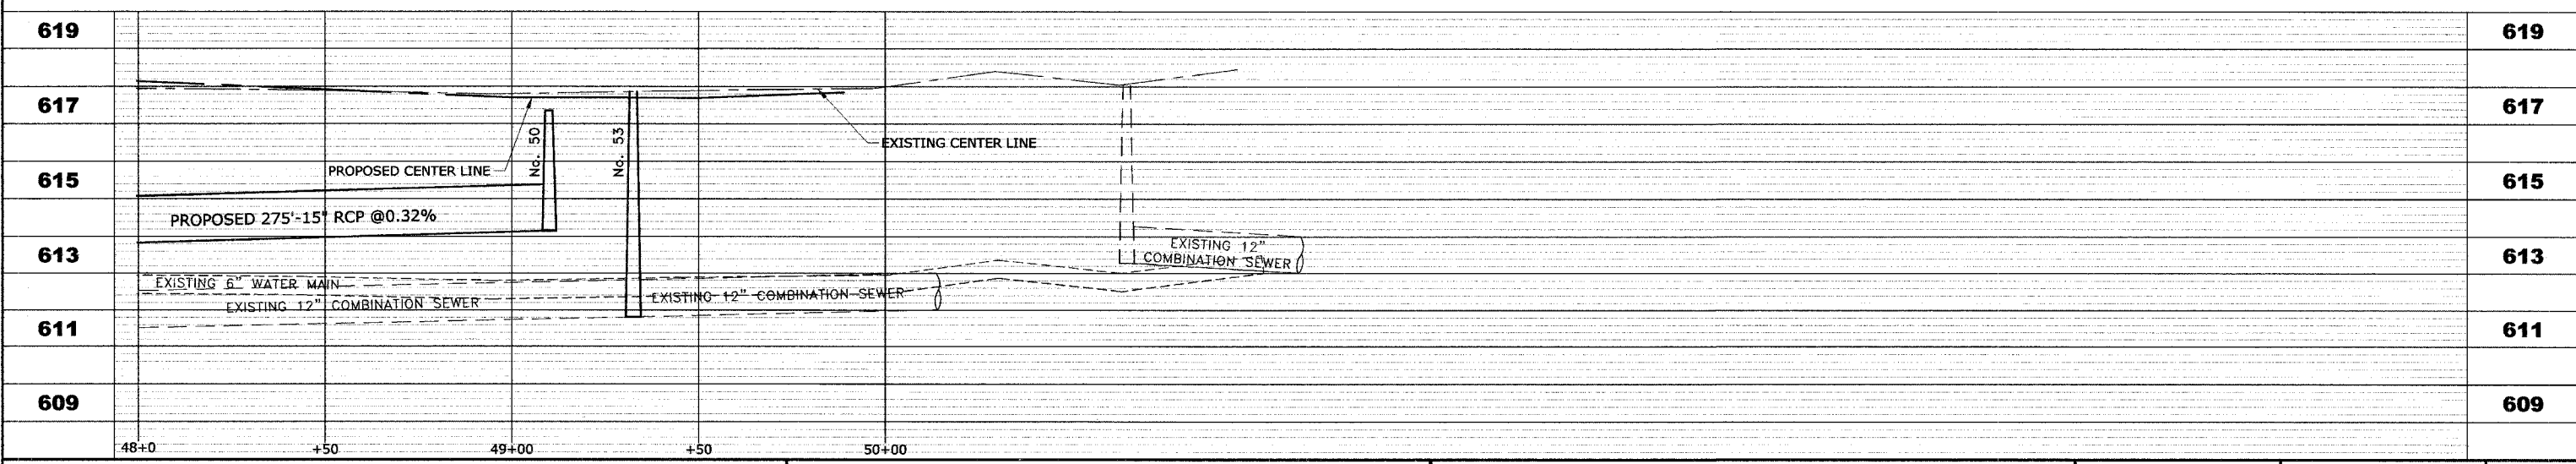 619 619
617 617
No. 50
No. 53
EXISTING CENTER LINE
PROPOSED CENTER LINE
615 615
PROPOSED 275'-15" RCP @0.32%
613 613
EXISTING 12"
COMBINATION SEWER
EXISTING 6" WATER MAIN
EXISTING 12" COMBINATION SEWER
EXISTING 12" COMBINATION SEWER
611 611
609 609
48+0 +50 49+00 +50 50+00